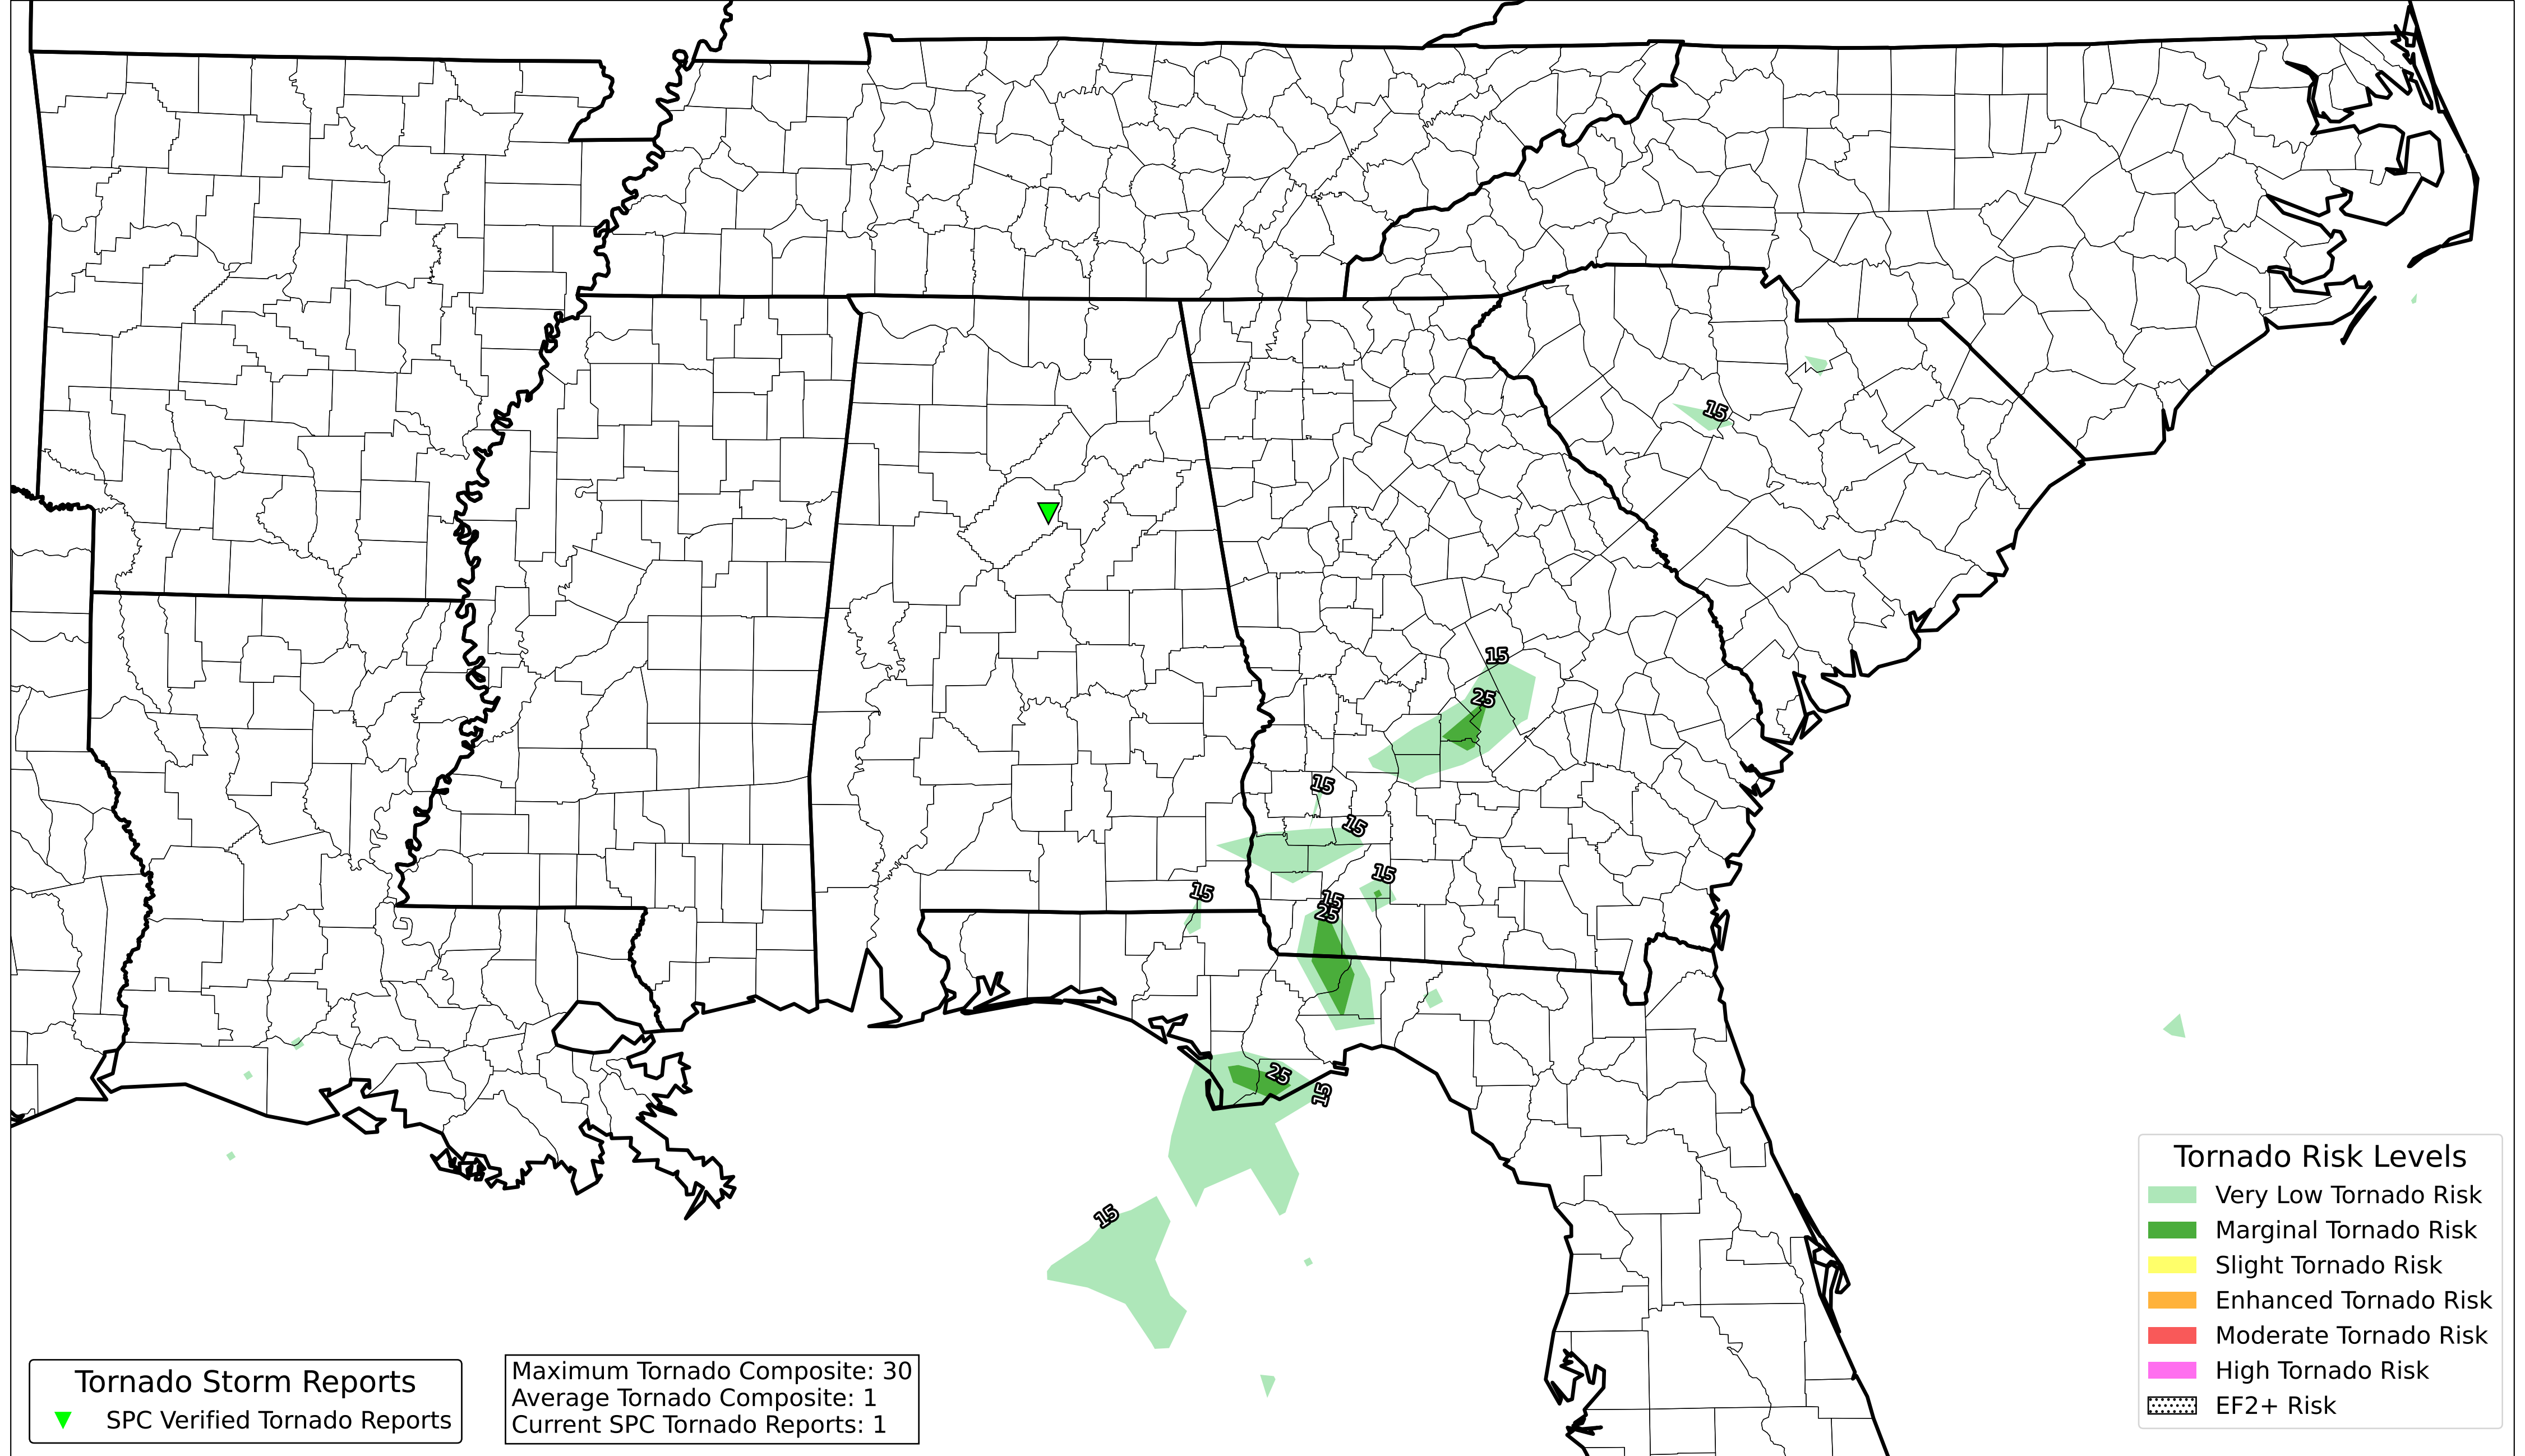 15
15
25
15
15
15
15
15
25
25
15
15
Tornado Risk Levels
Very Low Tornado Risk
Marginal Tornado Risk
Slight Tornado Risk
Enhanced Tornado Risk
Moderate Tornado Risk
High Tornado Risk
EF2+ Risk
Tornado Storm Reports
SPC Verified Tornado Reports
Maximum Tornado Composite: 30
Average Tornado Composite: 1
Current SPC Tornado Reports: 1